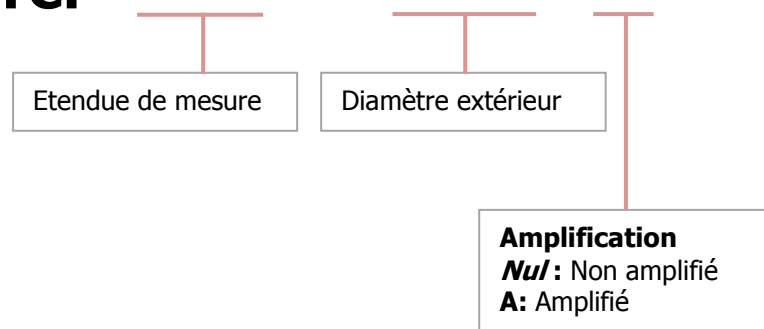 Etendue de mesure
Diamètre extérieur
Amplification
Nul : Non amplifié
A: Amplifié